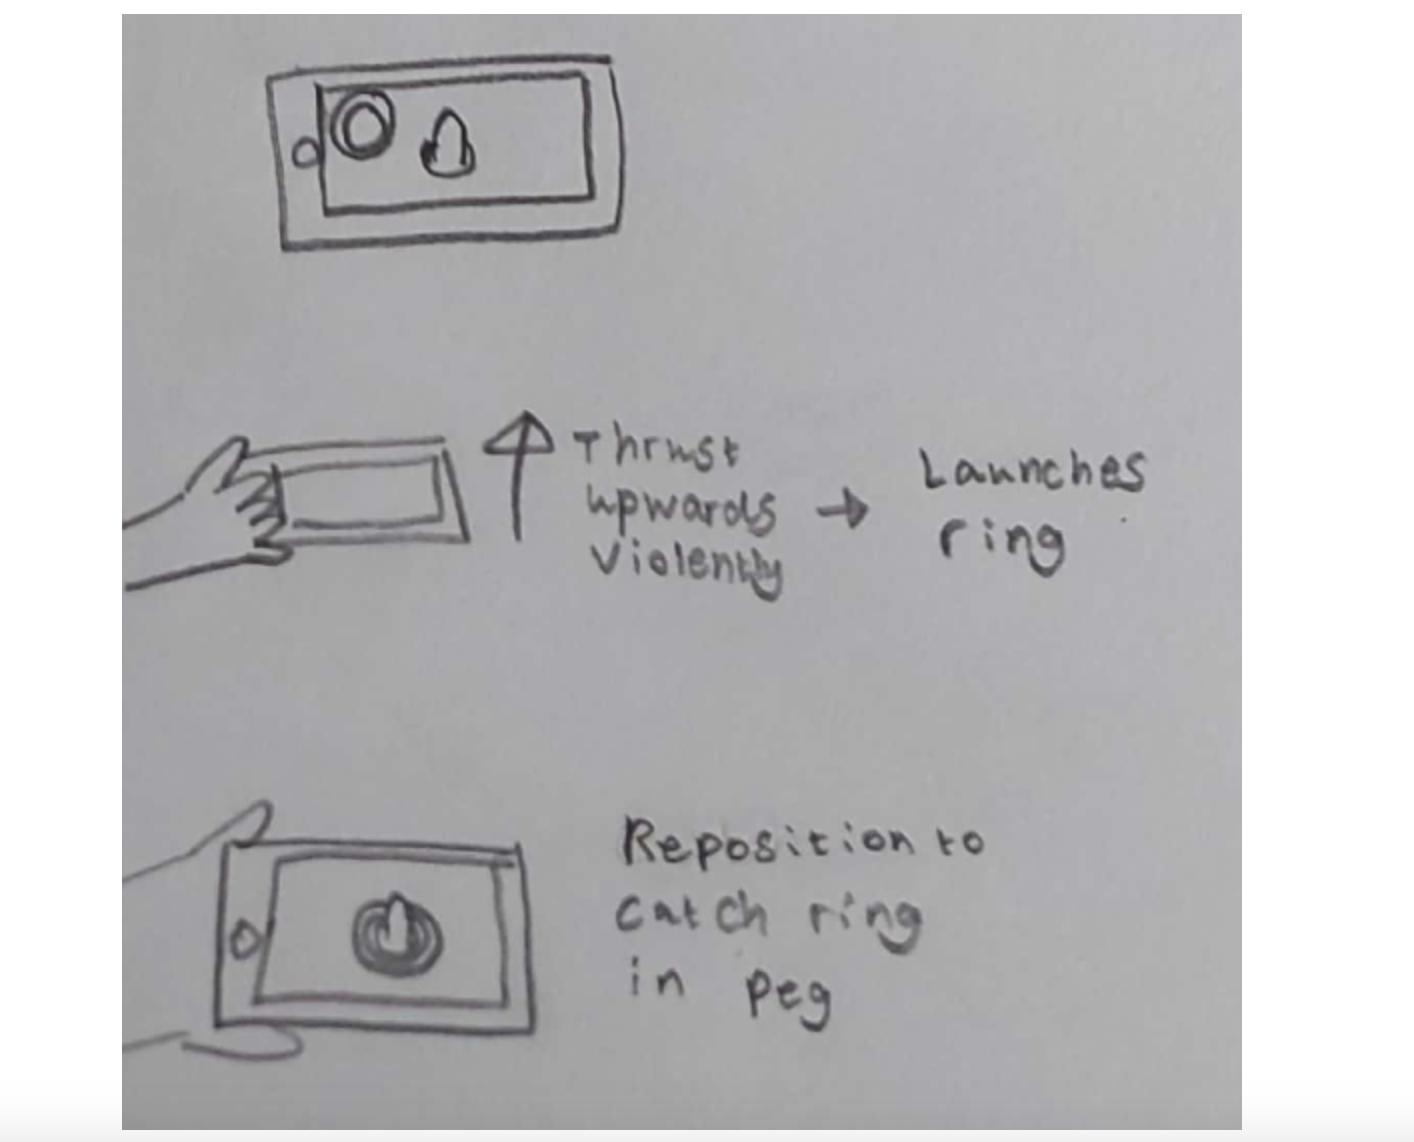 Thrust
upwards
violently
→ Launches
ring
Reposition to
catch ring
in peg